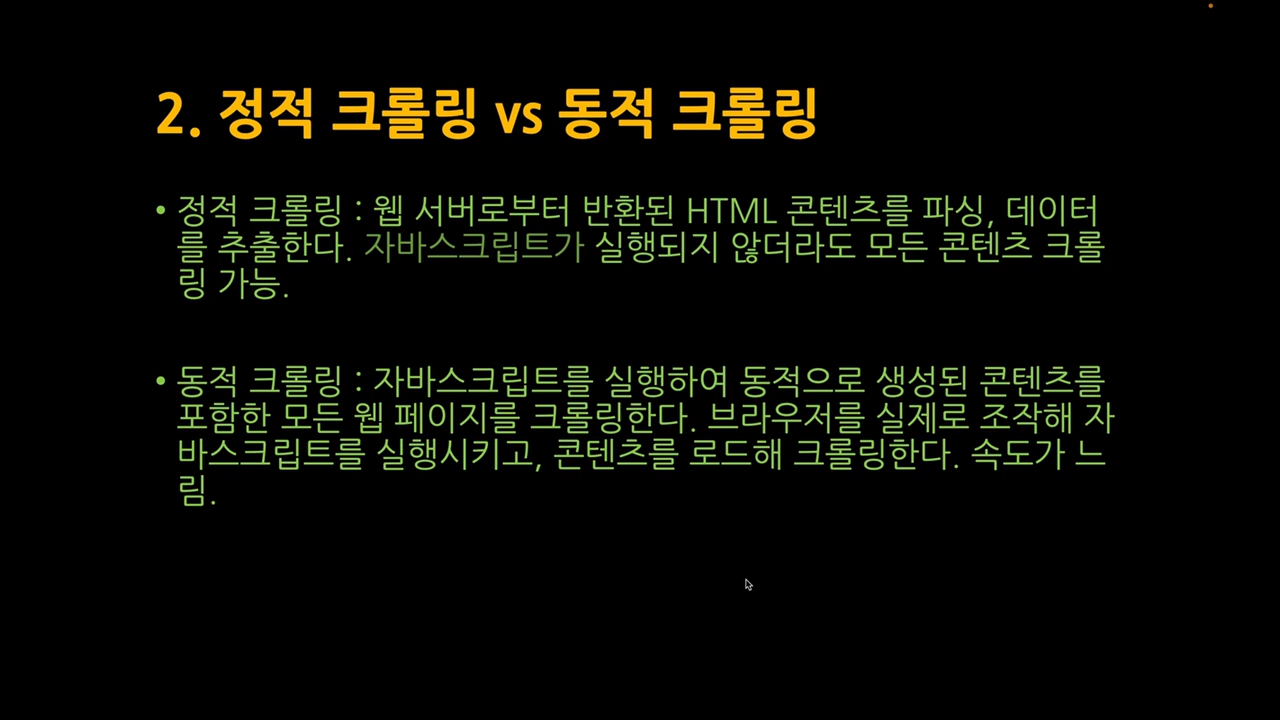 2. 정적 크롤링 vs 동적 크롤링
• 정적 크롤링 : 웹 서버로부터 반환된 HTML 콘텐츠를 파싱, 데이터
를 추출한다. 자바스크립트가 실행되지 않더라도 모든 콘텐츠 크롤
링 가능.
• 동적 크롤링 : 자바스크립트를 실행하여 동적으로 생성된 콘텐츠를
포함한 모든 웹 페이지를 크롤링한다. 브라우저를 실제로 조작해 자
바스크립트를 실행시키고, 콘텐츠를 로드해 크롤링한다. 속도가 느
림.